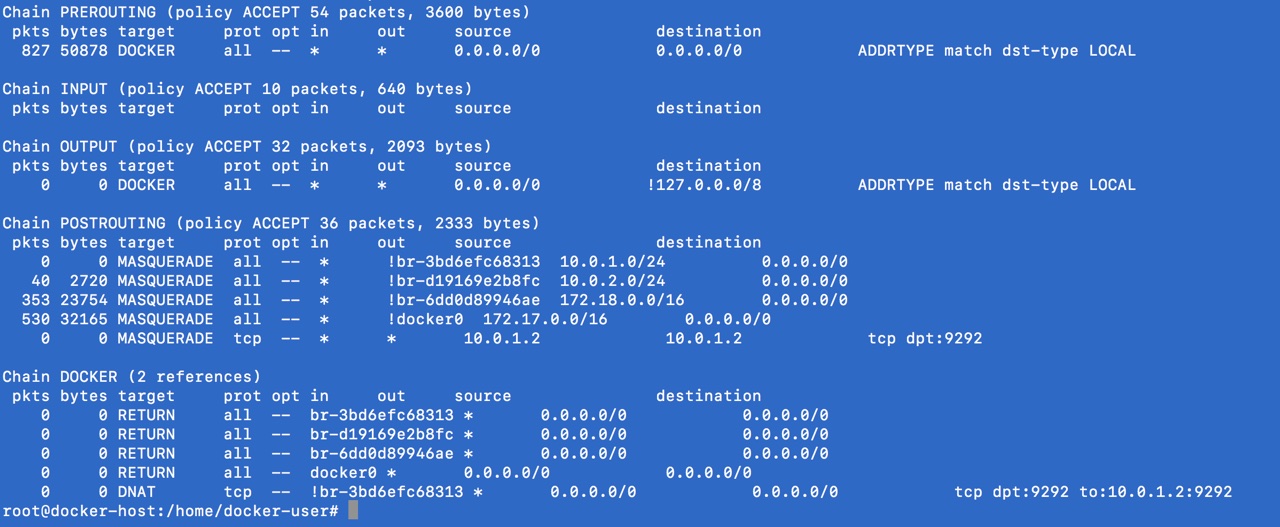 Chain PREROUTING (policy ACCEPT 54 packets, 3600 bytes)
 pkts bytes target     prot opt in     out     source               destination
  827 50878 DOCKER     all  --  *      *       0.0.0.0/0            0.0.0.0/0            ADDRTYPE match dst-type LOCAL

Chain INPUT (policy ACCEPT 10 packets, 640 bytes)
 pkts bytes target     prot opt in     out     source               destination

Chain OUTPUT (policy ACCEPT 32 packets, 2093 bytes)
 pkts bytes target     prot opt in     out     source               destination
    0     0 DOCKER     all  --  *      *       0.0.0.0/0           !127.0.0.0/8          ADDRTYPE match dst-type LOCAL

Chain POSTROUTING (policy ACCEPT 36 packets, 2333 bytes)
 pkts bytes target     prot opt in     out     source               destination
    0     0 MASQUERADE  all  --  *      !br-3bd6efc68313  10.0.1.0/24          0.0.0.0/0
   40  2720 MASQUERADE  all  --  *      !br-d19169e2b8fc  10.0.2.0/24          0.0.0.0/0
  353 23754 MASQUERADE  all  --  *      !br-6dd0d89946ae  172.18.0.0/16        0.0.0.0/0
  530 32165 MASQUERADE  all  --  *      !docker0  172.17.0.0/16        0.0.0.0/0
    0     0 MASQUERADE  tcp  --  *      *       10.0.1.2             10.0.1.2             tcp dpt:9292

Chain DOCKER (2 references)
 pkts bytes target     prot opt in     out     source               destination
    0     0 RETURN     all  --  br-3bd6efc68313 *       0.0.0.0/0            0.0.0.0/0
    0     0 RETURN     all  --  br-d19169e2b8fc *       0.0.0.0/0            0.0.0.0/0
    0     0 RETURN     all  --  br-6dd0d89946ae *       0.0.0.0/0            0.0.0.0/0
    0     0 RETURN     all  --  docker0 *       0.0.0.0/0            0.0.0.0/0
    0     0 DNAT       tcp  --  !br-3bd6efc68313 *       0.0.0.0/0            0.0.0.0/0            tcp dpt:9292 to:10.0.1.2:9292
root@docker-host:/home/docker-user#